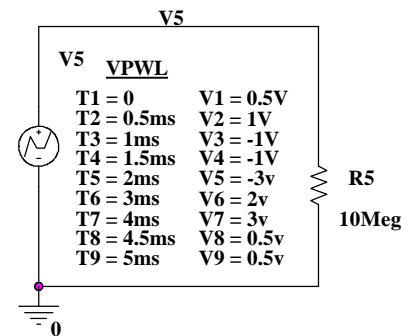 V5
V5
VPWL
T1 = 0 V1 = 0.5V
T2 = 0.5ms V2 = 1V
T3 = 1ms V3 = -1V
T4 = 1.5ms V4 = -1V
T5 = 2ms V5 = -3v
T6 = 3ms V6 = 2v
T7 = 4ms V7 = 3v
T8 = 4.5ms V8 = 0.5v
T9 = 5ms V9 = 0.5v
R5
10Meg
0